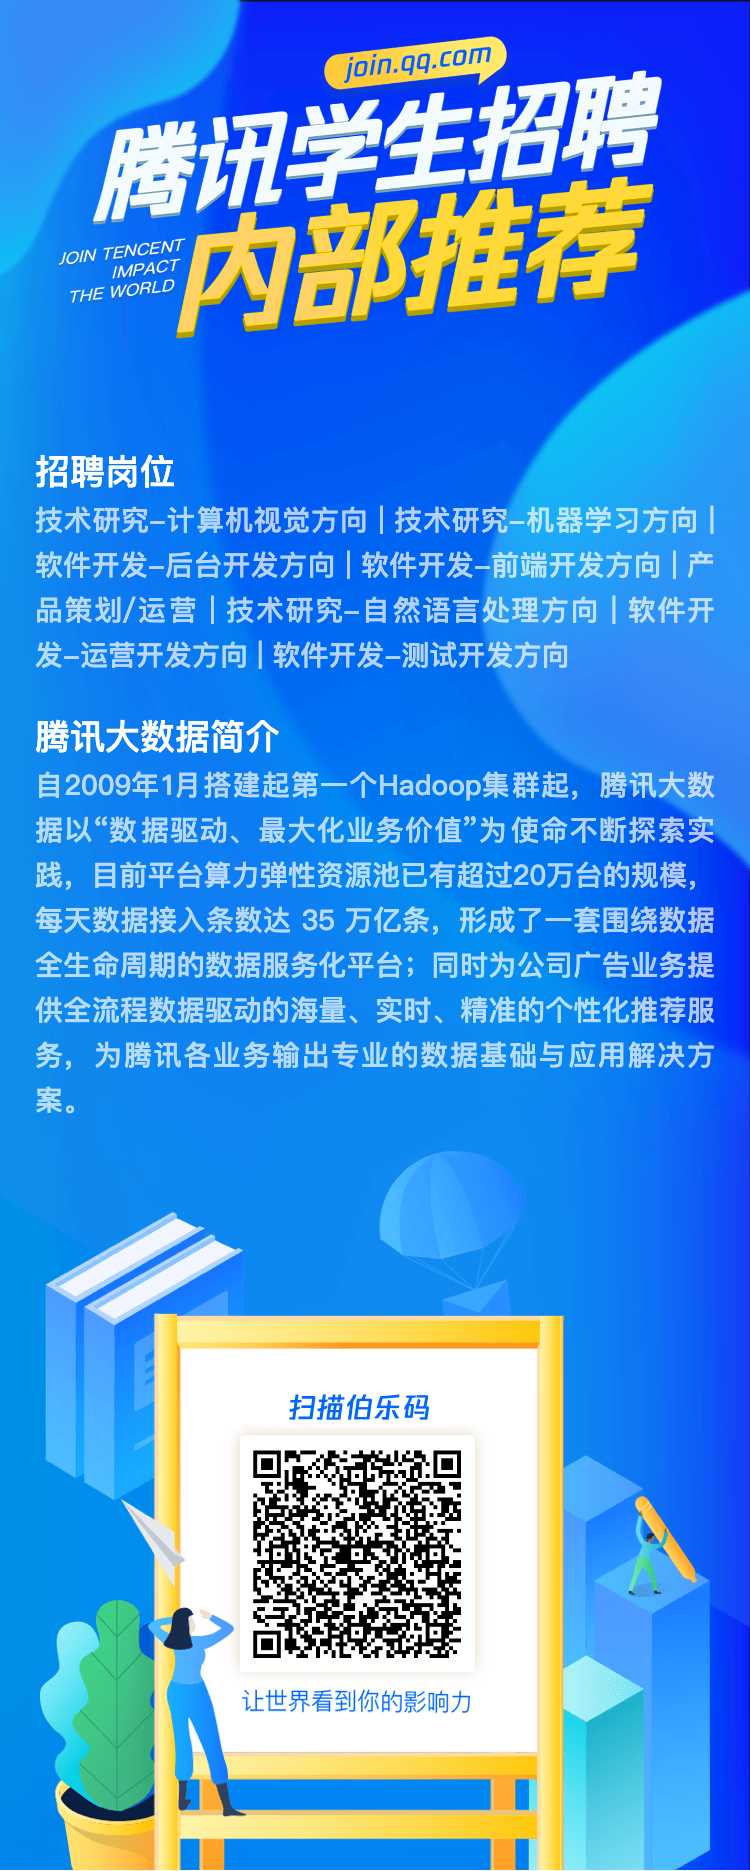 join.qq.com
腾讯学生招聘
内部推荐
JOIN TENCENT
IMPACT
THE WORLD
招聘岗位
技术研究-计算机视觉方向 | 技术研究-机器学习方向 |
软件开发-后台开发方向 | 软件开发-前端开发方向 | 产
品策划/运营 | 技术研究-自然语言处理方向 | 软件开
发-运营开发方向 | 软件开发-测试开发方向
腾讯大数据简介
自2009年1月搭建起第一个Hadoop集群起，腾讯大数
据以“数据驱动、最大化业务价值”为使命不断探索实
践，目前平台算力弹性资源池已有超过20万台的规模，
每天数据接入条数达 35 万亿条，形成了一套围绕数据
全生命周期的数据服务化平台；同时为公司广告业务提
供全流程数据驱动的海量、实时、精准的个性化推荐服
务，为腾讯各业务输出专业的数据基础与应用解决方
案。
扫描伯乐码
让世界看到你的影响力